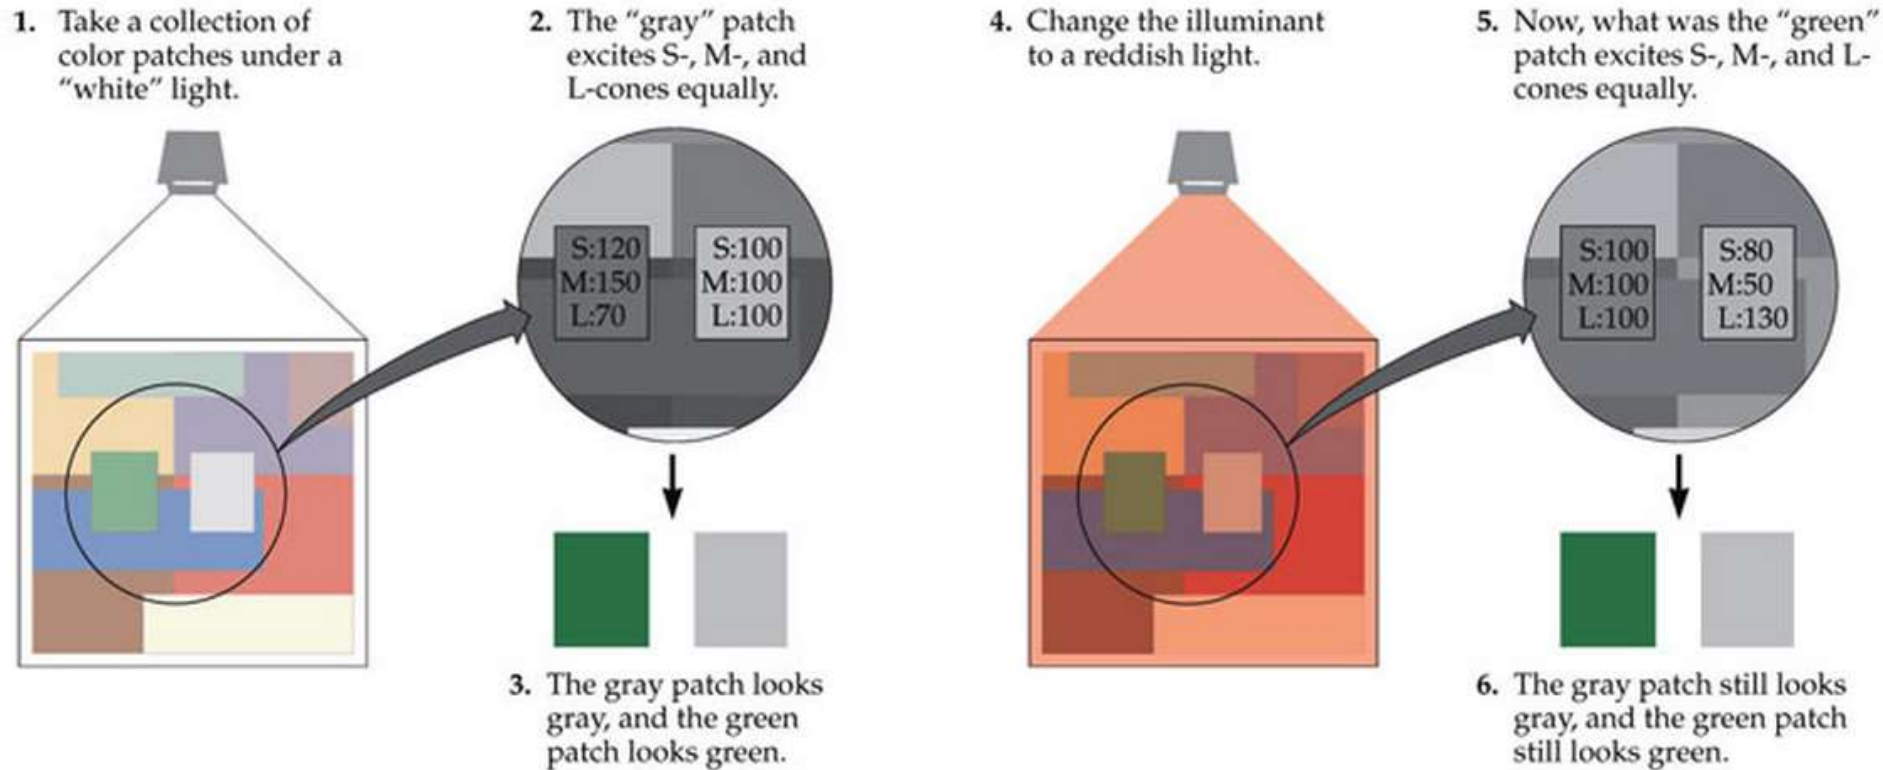 1. Take a collection of
color patches under a
“white” light.
2. The “gray” patch
excites S-, M-, and
L-cones equally.
S:120
M:150
L:70
S:100
M:100
L:100
3. The gray patch looks
gray, and the green
patch looks green.
4. Change the illuminant
to a reddish light.
5. Now, what was the “green”
patch excites S-, M-, and L-
cones equally.
S:100
M:100
L:100
S:80
M:50
L:130
6. The gray patch still looks
gray, and the green patch
still looks green.